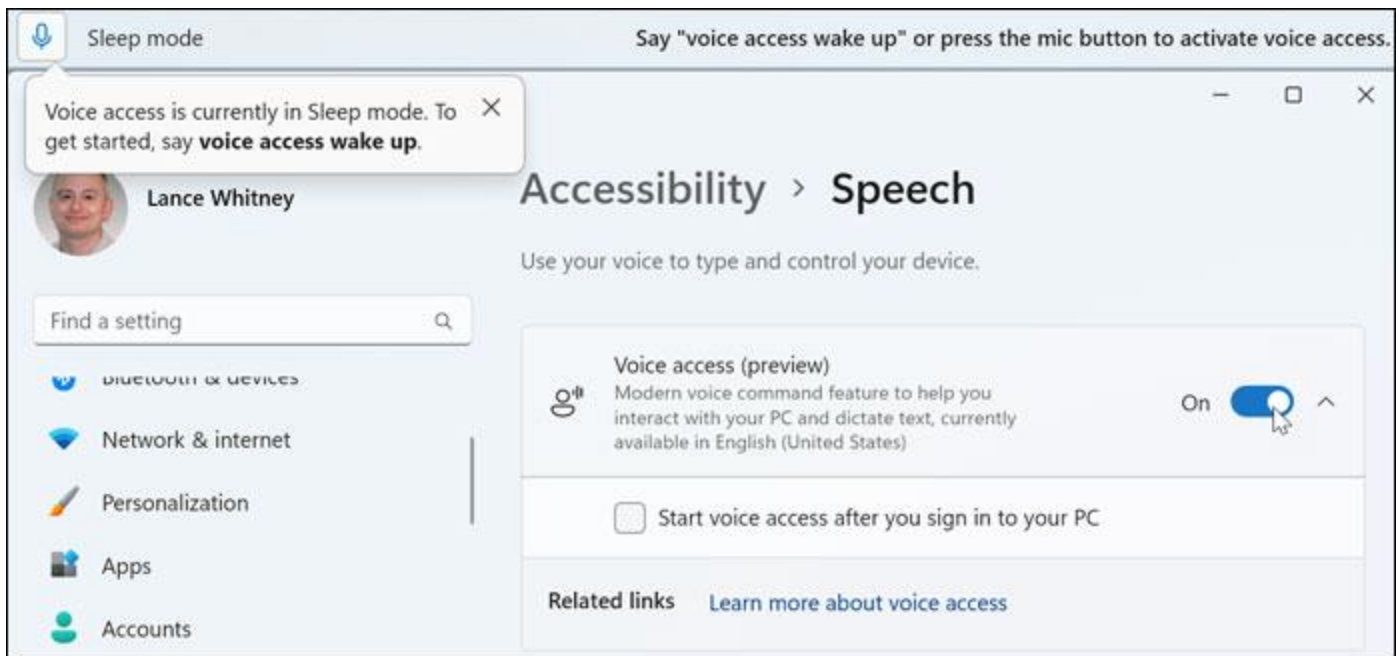 Sleep mode
Say "voice access wake up" or press the mic button to activate voice access.
Voice access is currently in Sleep mode. To
get started, say voice access wake up.
Lance Whitney
Accessibility > Speech
Use your voice to type and control your device.
Find a setting
Bluetooth & devices
Network & internet
Personalization
Apps
Accounts
Voice access (preview)
Modern voice command feature to help you
interact with your PC and dictate text, currently
available in English (United States)
On
Start voice access after you sign in to your PC
Related links
Learn more about voice access